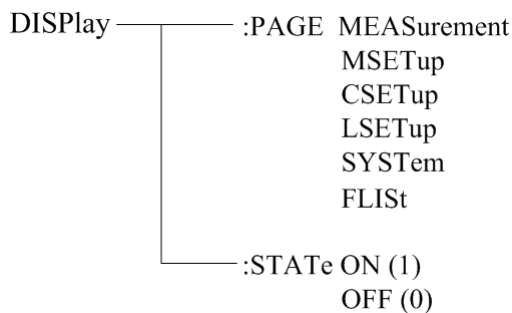 DISPlay :PAGE MEASurement
MSETup
CSETup
LSETup
SYSTem
FLISt
:STATe ON (1)
OFF (0)